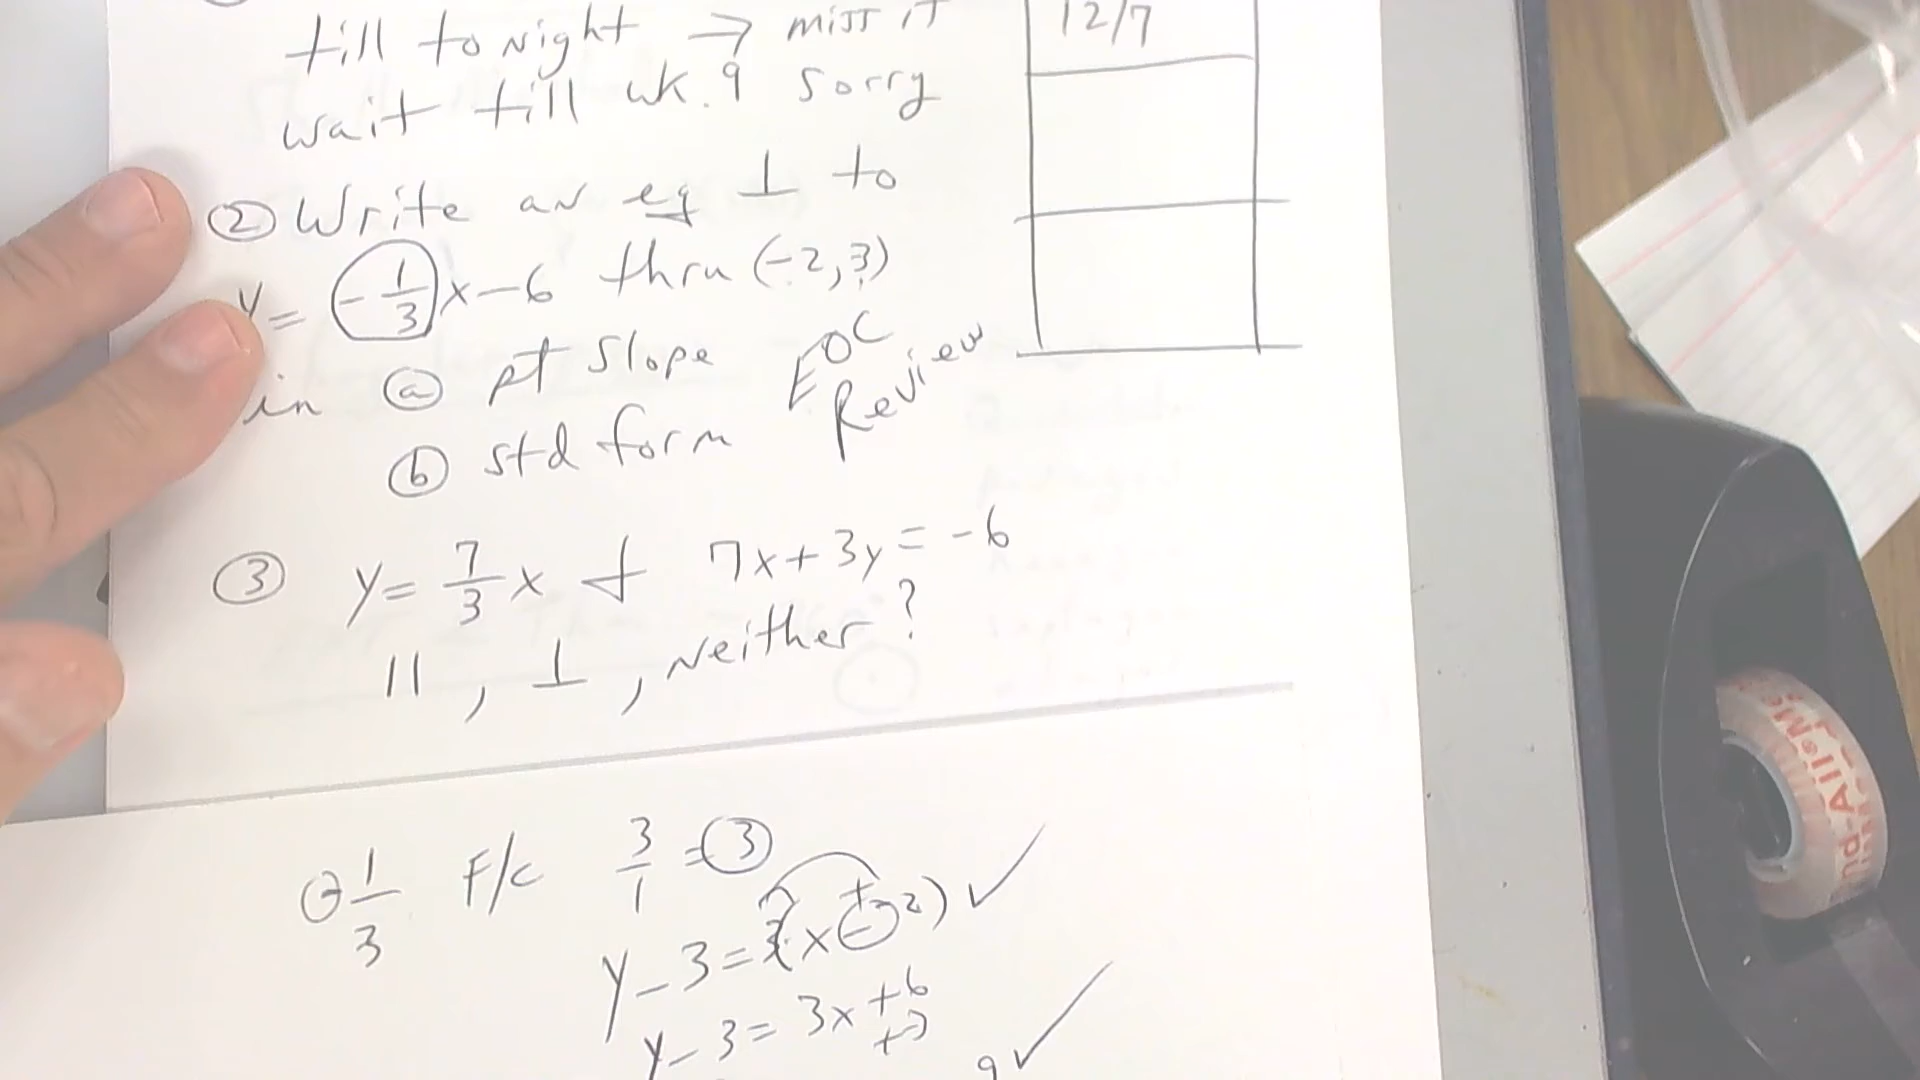 till tonight → miss it
wait till wk. 9 sorry
12/7
② Write an eq ⊥ to
y = -1/3 x - 6 thru (-2,3)
in ⓐ pt slope
ⓑ std form
EOC
Review
③ y = 7/3 x + 7x + 3y = -6
||, ⊥, Neither?
- 1/3 F/c 3/1 = 3
y - 3 = 3(x + 2) ✓
y - 3 = 3x + 6
+3
9 ✓